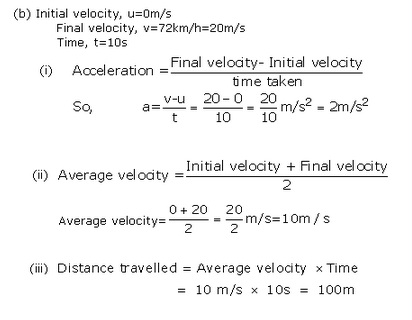 (b) Initial velocity, u=0m/s
Final velocity, v=72km/h=20m/s
Time, t=10s
(i) Acceleration = Final velocity- Initial velocity / time taken
So, a= v-u / t = 20 - 0 / 10 = 20 / 10 m/s² = 2m/s²
(ii) Average velocity = Initial velocity + Final velocity / 2
Average velocity= 0 + 20 / 2 = 20 / 2 m/s=10m / s
(iii) Distance travelled = Average velocity × Time
= 10 m/s × 10s = 100m